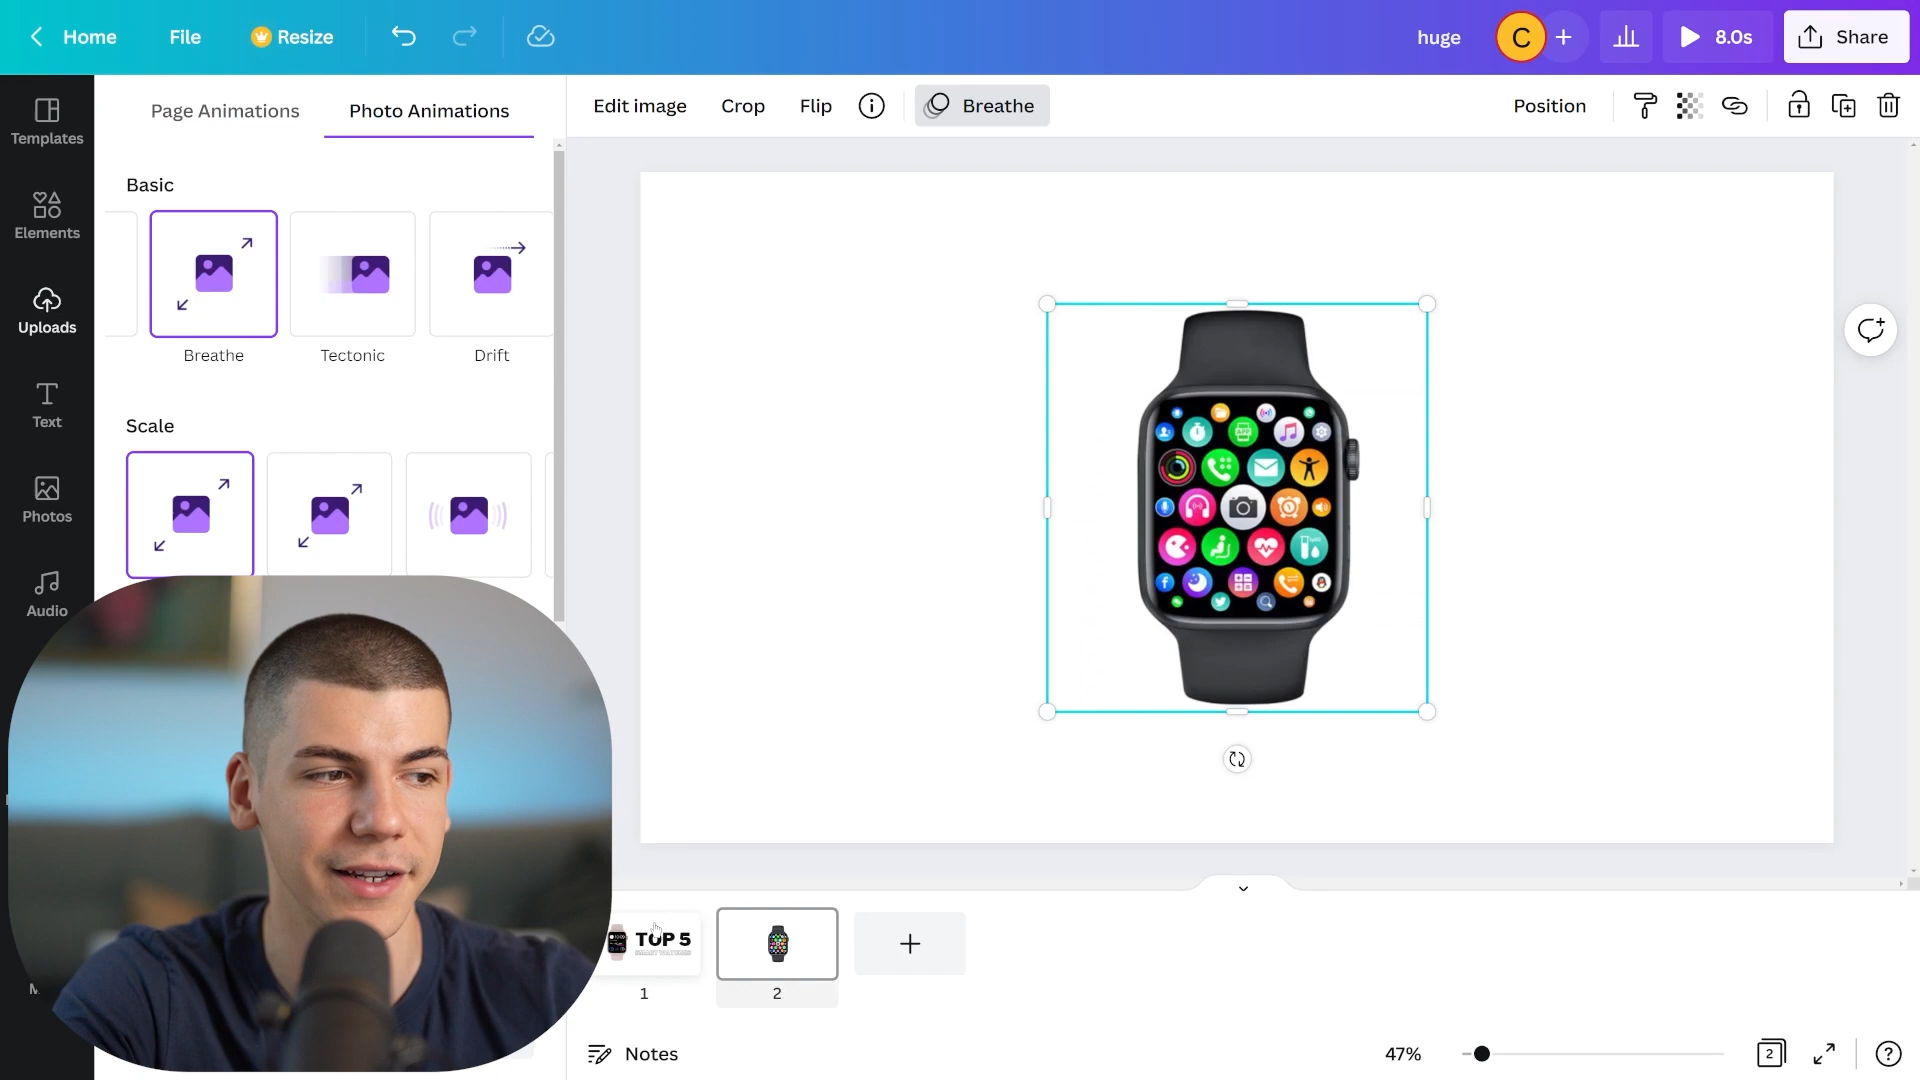 Home File Resize huge C 8.0s Share
Templates
Elements
Uploads
Text
Photos
Audio
Page Animations Photo Animations
Basic
Breathe Tectonic Drift
Scale
Edit image Crop Flip Breathe Position
APP
TOP 5
1 2
Notes 47% 2 ?